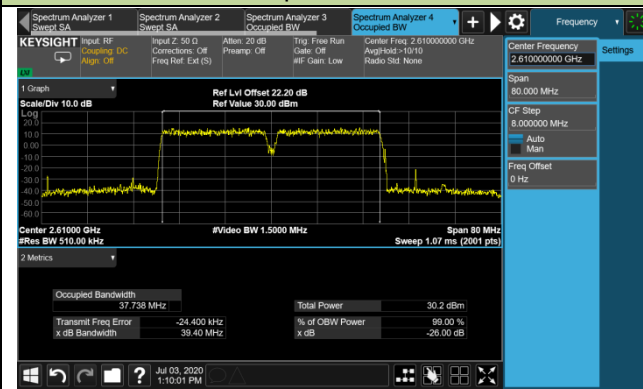 Spectrum Analyzer 1
Swept SA
Spectrum Analyzer 2
Swept SA
Spectrum Analyzer 3
Occupied BW
Spectrum Analyzer 4
Occupied BW
Frequency
KEYSIGHT
Input: RF
Coupling: DC
Align: Off
Input Z: 50 Ω
Corrections: Off
Freq Ref: Ext (S)
Atten: 20 dB
Preamp: Off
Trig: Free Run
Gate: Off
#IF Gain: Low
Center Freq: 2.610000000 GHz
Avg|Hold:>10/10
Radio Std: None
LW
Center Frequency
2.610000000 GHz
Settings
Span
80.000 MHz
CF Step
8.000000 MHz
Auto
Man
Freq Offset
0 Hz
1 Graph
Scale/Div 10.0 dB
Ref Lvl Offset 22.20 dB
Ref Value 30.00 dBm
Log
20.0
10.0
0.00
-10.0
-20.0
-30.0
-40.0
-50.0
-60.0
Center 2.61000 GHz
#Res BW 510.00 kHz
#Video BW 1.5000 MHz
Span 80 MHz
Sweep 1.07 ms (2001 pts)
2 Metrics
Occupied Bandwidth
37.738 MHz
Total Power 30.2 dBm
Transmit Freq Error -24.400 kHz
% of OBW Power 99.00 %
x dB Bandwidth 39.40 MHz
x dB -26.00 dB
Jul 03, 2020
1:10:01 PM